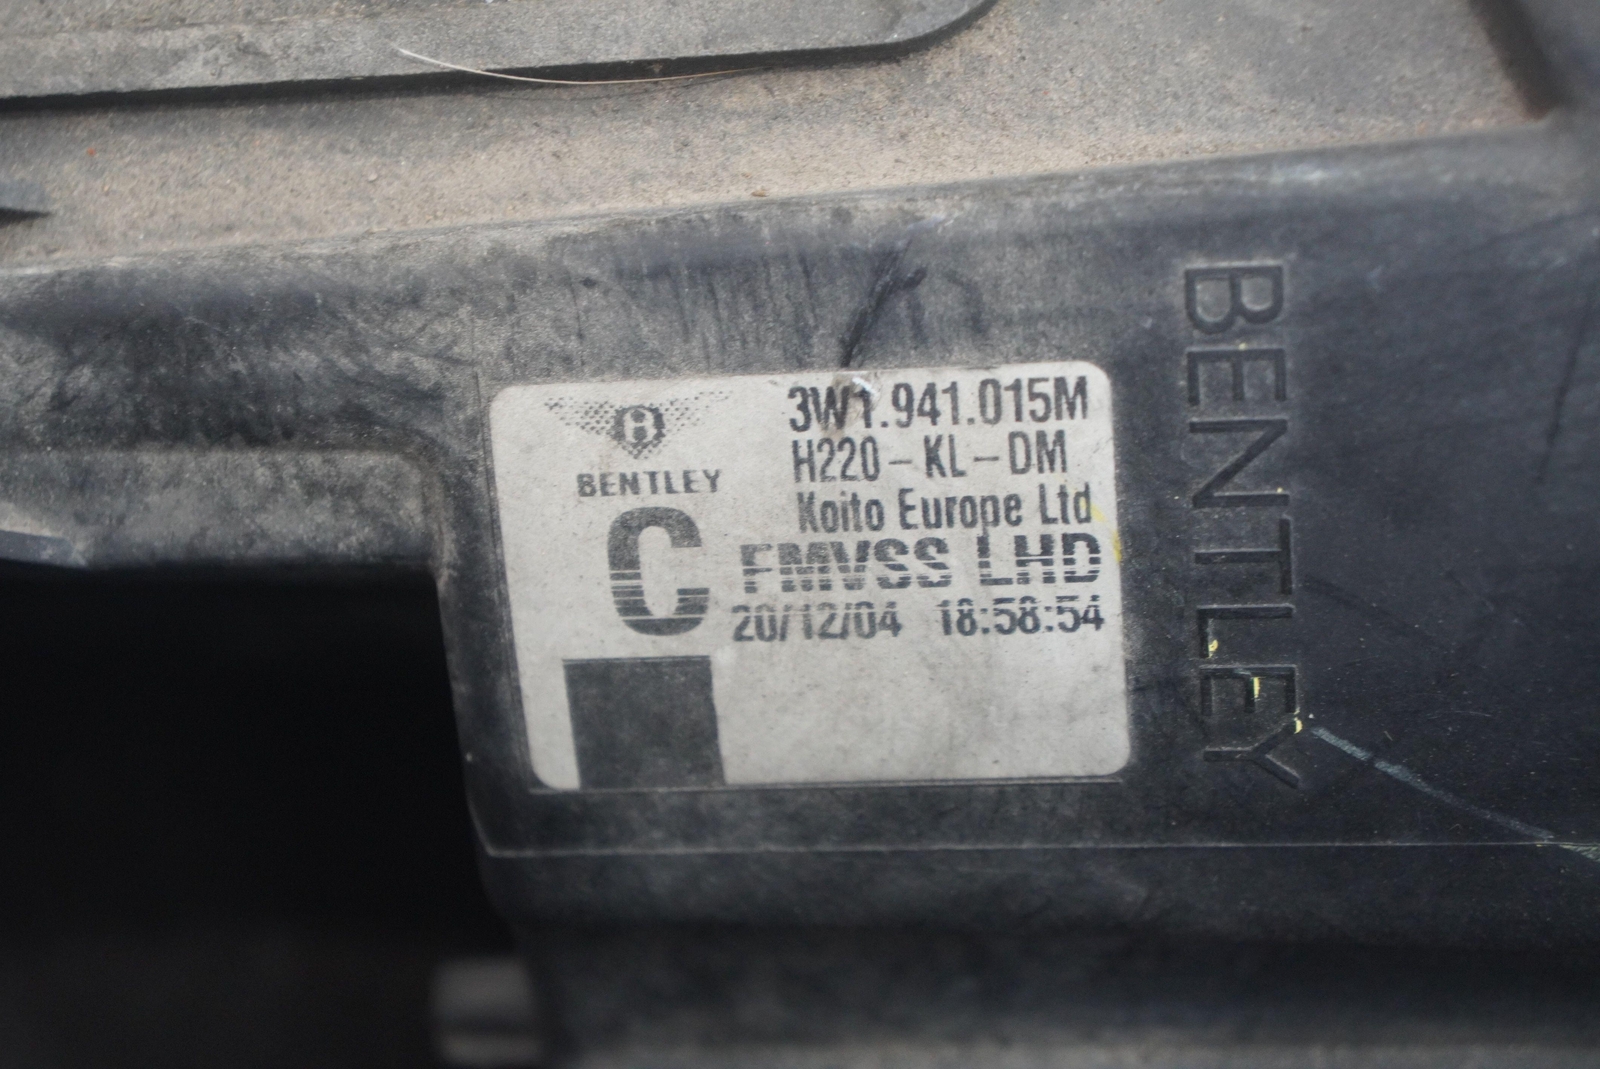 3W1.941.015M
H220-KL-DM
BENTLEY
Koito Europe Ltd
C
FMVSS LHD
20/12/04 18:58:54
BENTLEY